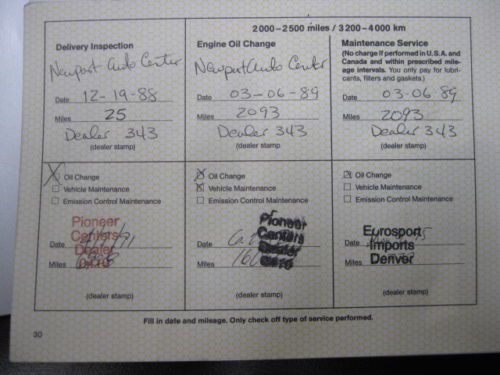 2000–2500 miles / 3200–4000 km
Delivery Inspection
Newport Auto Center
Date 12-19-88
Miles 25
Dealer 343
(dealer stamp)
Engine Oil Change
Newport Auto Center
Date 03-06-89
Miles 2093
Dealer 343
(dealer stamp)
Maintenance Service
(No charge if performed in U.S.A. and
Canada and within prescribed mile-
age intervals. You only pay for lubri-
cants, filters and gaskets.)
Date 03-06 89
Miles 2093
Dealer 343
(dealer stamp)
X Oil Change
Vehicle Maintenance
Emission Control Maintenance
Pioneer
Centers
Dealer
Date
Miles
(dealer stamp)
X Oil Change
X Vehicle Maintenance
Emission Control Maintenance
Pioneer
Centers
Dealer
Date
Miles
(dealer stamp)
Oil Change
Vehicle Maintenance
Emission Control Maintenance
Eurosport
Date Imports
Miles Denver
(dealer stamp)
Fill in date and mileage. Only check off type of service performed.
30